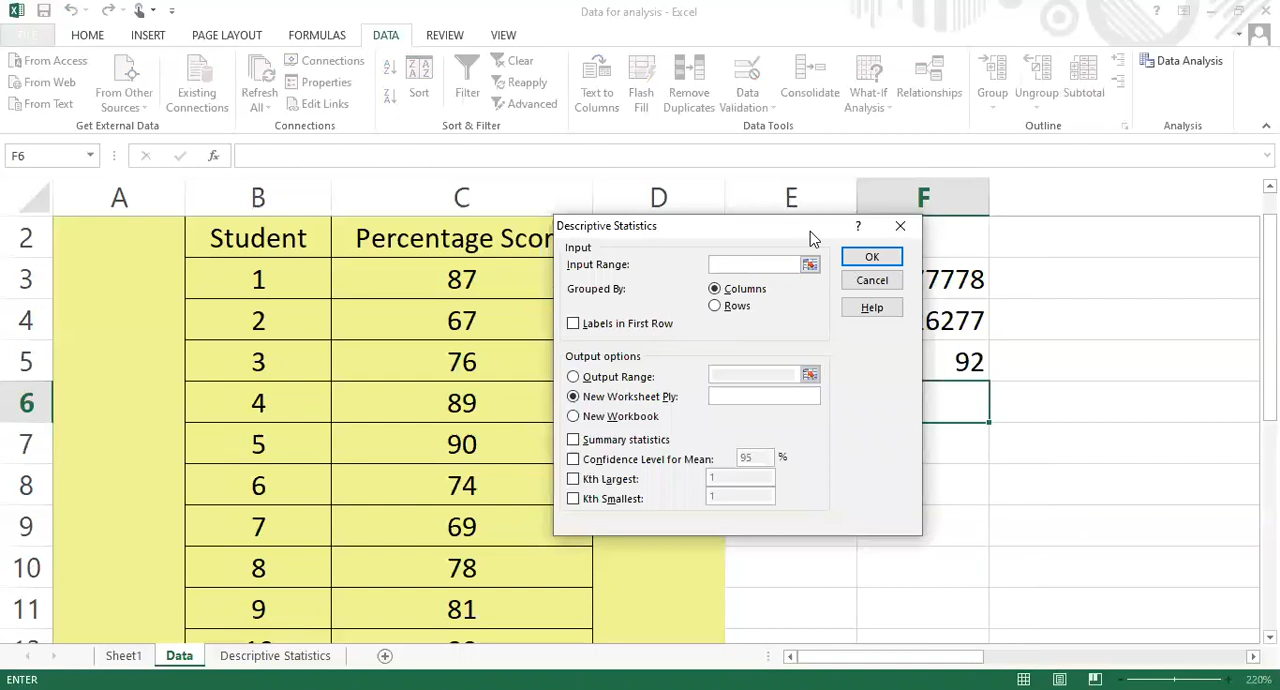 Data for analysis - Excel
FILE HOME INSERT PAGE LAYOUT FORMULAS DATA REVIEW VIEW
From Access
From Web
From Text
From Other Sources
Existing Connections
Get External Data
Refresh All
Connections
Properties
Edit Links
Connections
Sort
Filter
Clear
Reapply
Advanced
Sort & Filter
Text to Columns
Flash Fill
Remove Duplicates
Data Validation
Consolidate
What-If Analysis
Relationships
Data Tools
Group
Ungroup
Subtotal
Outline
Data Analysis
Analysis
F6
fx
A B C D E F
2 Student Percentage Scor
3 1 87 77778
4 2 67 26277
5 3 76 92
6 4 89
7 5 90
8 6 74
9 7 69
10 8 78
11 9 81
Descriptive Statistics ?
Input
Input Range:
Grouped By: Columns
Rows
Labels in First Row
OK
Cancel
Help
Output options
Output Range:
New Worksheet Ply:
New Workbook
Summary statistics
Confidence Level for Mean: 95 %
Kth Largest: 1
Kth Smallest: 1
Sheet1 Data Descriptive Statistics
ENTER
220%